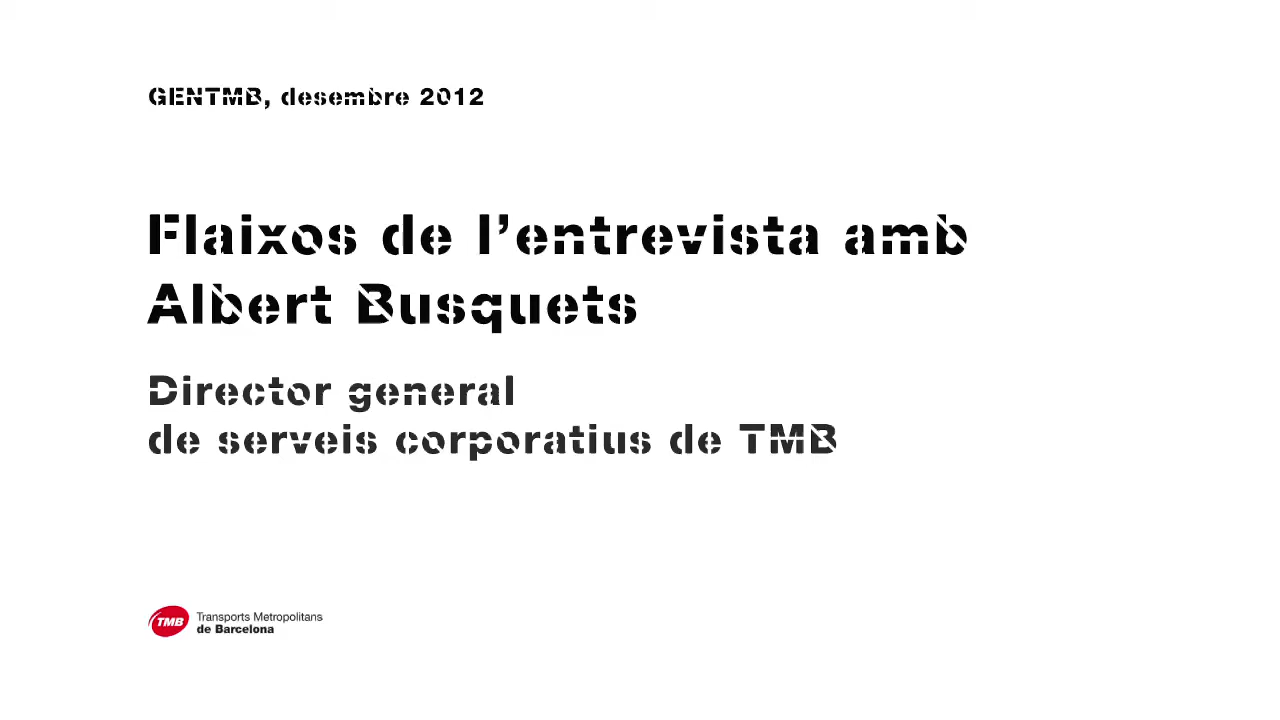 GENTMB, desembre 2012
Flaixos de l’entrevista amb
Albert Busquets
Director general
de serveis corporatius de TMB
TMB
Transports Metropolitans
de Barcelona